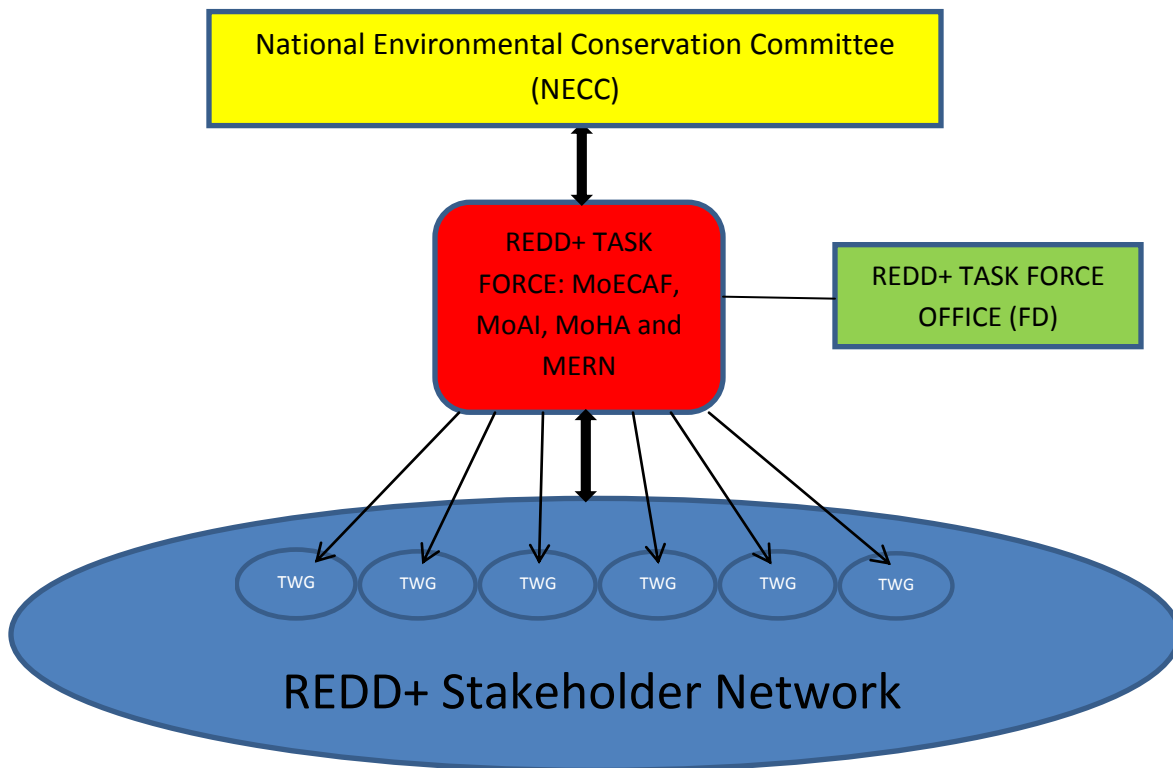 National Environmental Conservation Committee
(NECC)
REDD+ TASK
FORCE: MoECAF,
MoAI, MoHA and
MERN
REDD+ TASK FORCE
OFFICE (FD)
TWG
TWG
TWG
TWG
TWG
TWG
REDD+ Stakeholder Network